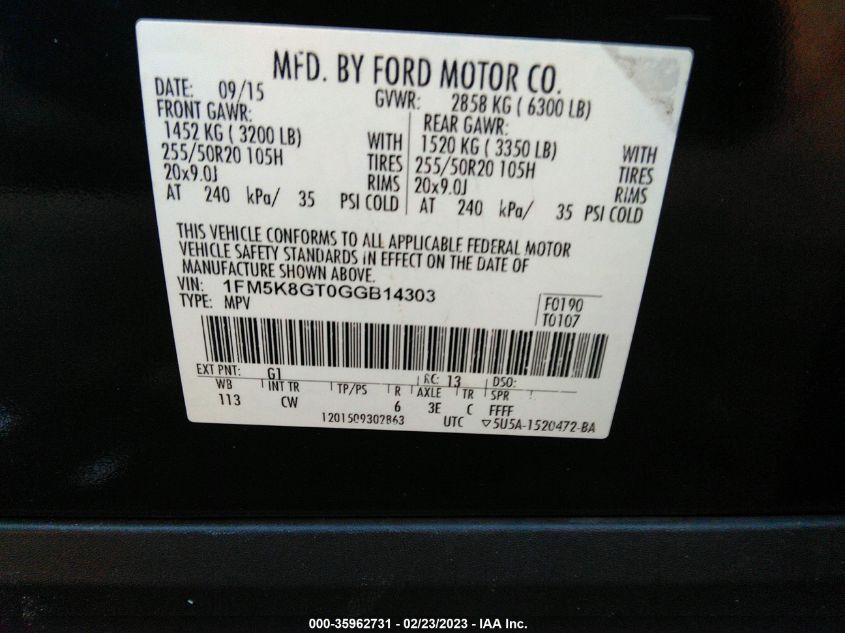 MFD. BY FORD MOTOR CO.
DATE: 09/15 GVWR: 2858 KG ( 6300 LB)
FRONT GAWR: REAR GAWR:
1452 KG ( 3200 LB) WITH 1520 KG ( 3350 LB) WITH
255/50R20 105H TIRES 255/50R20 105H TIRES
20x9.0J RIMS 20x9.0J RIMS
AT 240 kPa/ 35 PSI COLD AT 240 kPa/ 35 PSI COLD
THIS VEHICLE CONFORMS TO ALL APPLICABLE FEDERAL MOTOR
VEHICLE SAFETY STANDARDS IN EFFECT ON THE DATE OF
MANUFACTURE SHOWN ABOVE.
VIN: 1FM5K8GT0GGB14303
TYPE: MPV F0190
T0107
EXT PNT: G1 RC: 13 DSO:
WB INT TR TP/PS R AXLE TR SPR
113 CW 6 3E C FFFF
1201509302863 UTC ▽5U5A-1520472-BA
000-35962731 - 02/23/2023 - IAA Inc.